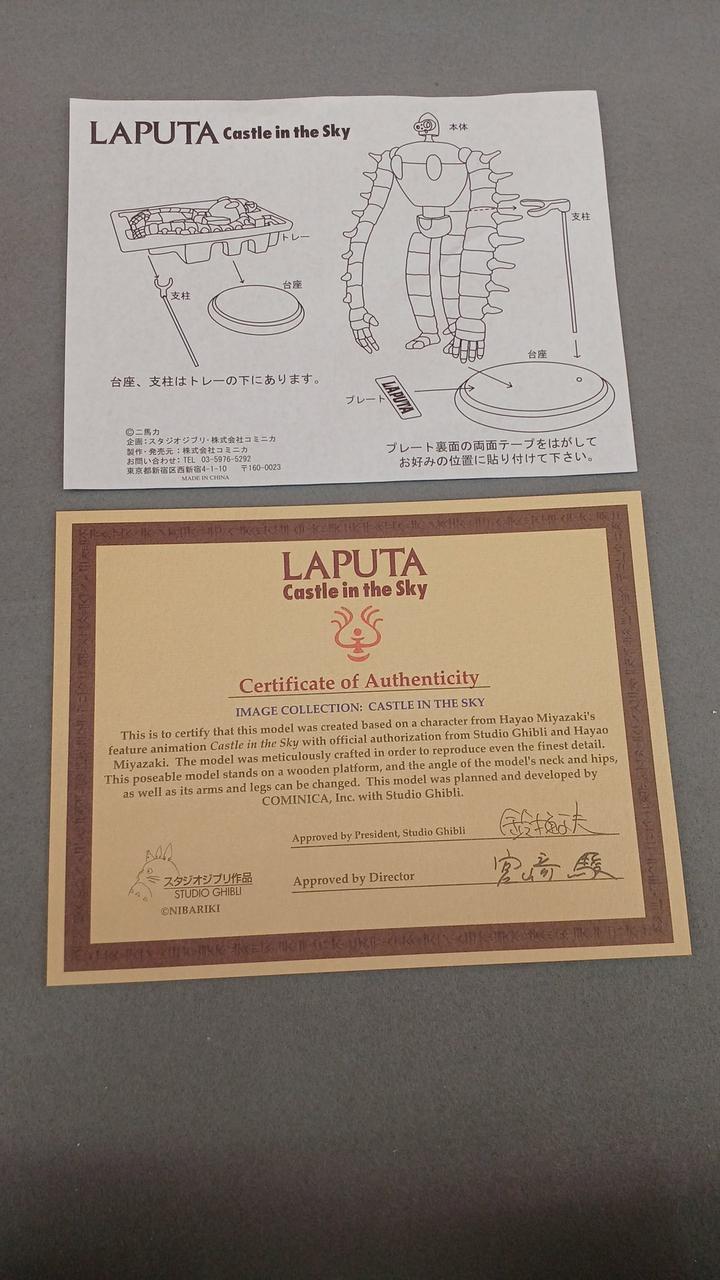 LAPUTA Castle in the Sky
本体
トレー
支柱
台座
支柱
台座、支柱はトレーの下にあります。
台座
プレート
LAPUTA
プレート裏面の両面テープをはがして
お好みの位置に貼り付けて下さい。
©二馬力
企画:スタジオジブリ・株式会社コミニカ
製作・発売元:株式会社コミニカ
お問い合わせ:TEL 03-5976-5292
東京都新宿区西新宿4-1-10 〒160-0023
MADE IN CHINA
LAPUTA
Castle in the Sky
Certificate of Authenticity
IMAGE COLLECTION: CASTLE IN THE SKY
This is to certify that this model was created based on a character from Hayao Miyazaki's
feature animation Castle in the Sky with official authorization from Studio Ghibli and Hayao
Miyazaki. The model was meticulously crafted in order to reproduce even the finest detail.
This poseable model stands on a wooden platform, and the angle of the model's neck and hips,
as well as its arms and legs can be changed. This model was planned and developed by
COMINICA, Inc. with Studio Ghibli.
Approved by President, Studio Ghibli 鈴木敏夫
Approved by Director 宮崎 駿
スタジオジブリ作品
STUDIO GHIBLI
©NIBARIKI